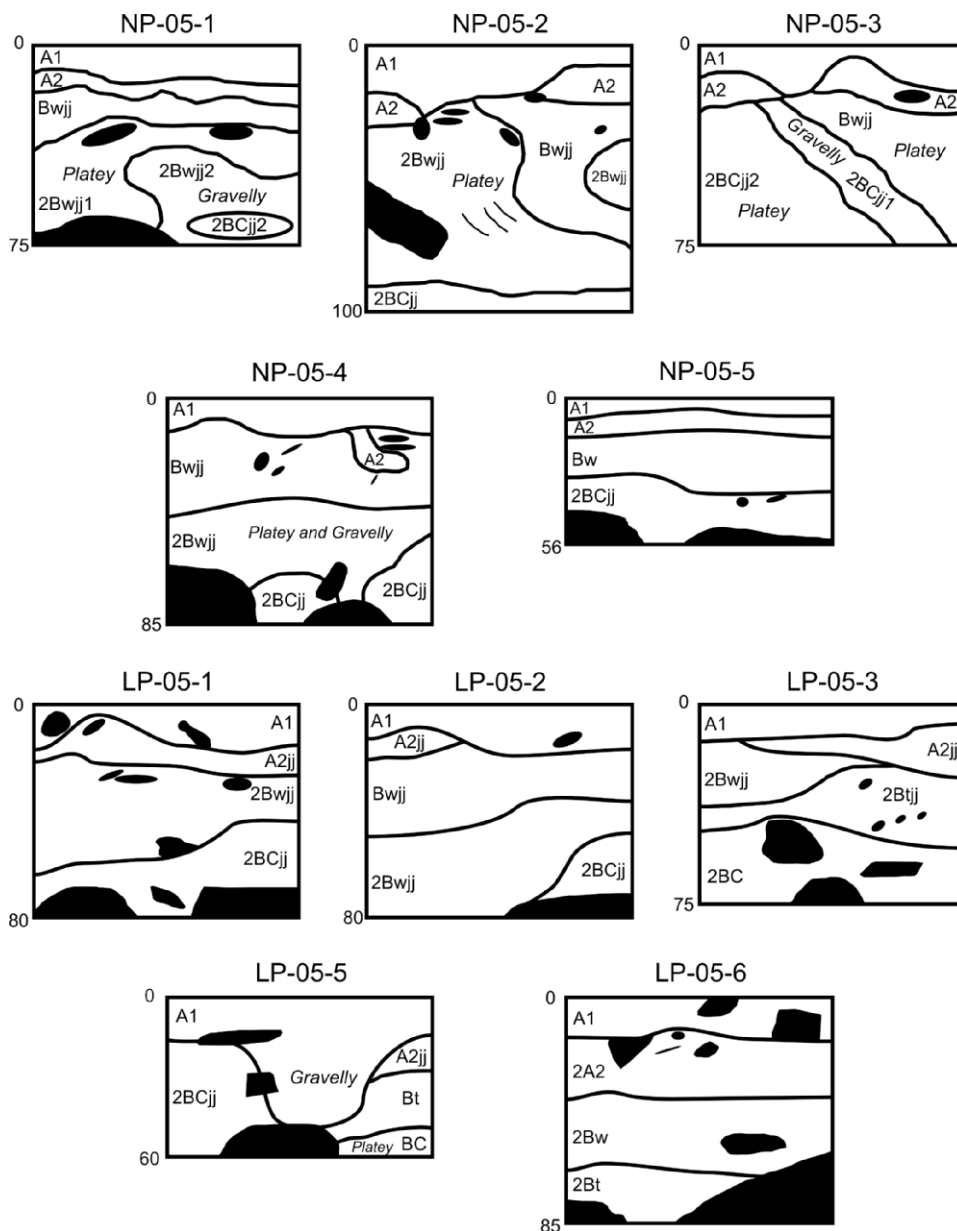 NP-05-1
0
A1
A2
Bwjj
Platey
2Bwjj2
Gravelly
2Bwjj1
2BCjj2
75
NP-05-2
0
A1
A2
A2
2Bwjj
Bwjj
Platey
2Bwjj
2BCjj
100
NP-05-3
0
A1
A2
A2
Bwjj
Gravelly
Platey
2BCjj2
2BCjj1
Platey
75
NP-05-4
0
A1
A2
Bwjj
2Bwjj
Platey and Gravelly
2BCjj
2BCjj
85
NP-05-5
0
A1
A2
Bw
2BCjj
56
LP-05-1
0
A1
A2jj
2Bwjj
2BCjj
80
LP-05-2
0
A1
A2jj
Bwjj
2BCjj
2Bwjj
80
LP-05-3
0
A1
A2jj
2Bwjj
2Btjj
2BC
75
LP-05-5
0
A1
A2jj
Gravelly
2BCjj
Bt
Platey BC
60
LP-05-6
0
A1
2A2
2Bw
2Bt
85